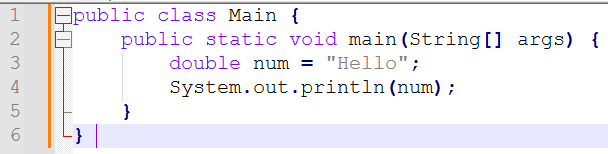 1 public class Main {
2     public static void main(String[] args) {
3         double num = "Hello";
4         System.out.println(num);
5     }
6 }